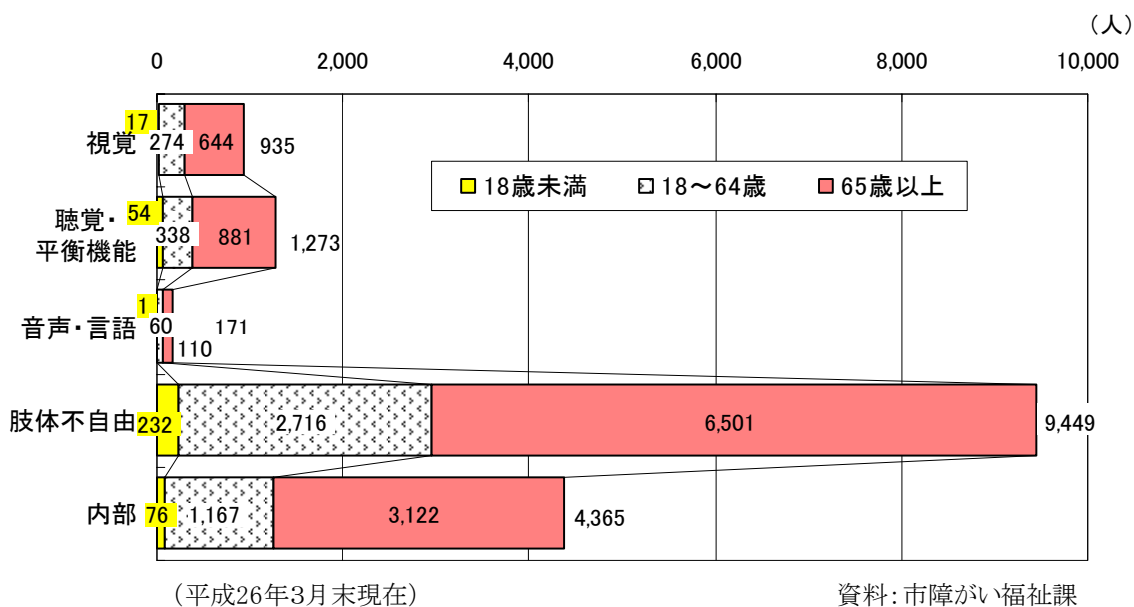 （人）
0 2,000 4,000 6,000 8,000 10,000
視覚 17 274 644 935
18歳未満 18～64歳 65歳以上
聴覚・
平衡機能 54 338 881 1,273
音声・言語 1 60 110 171
肢体不自由 232 2,716 6,501 9,449
内部 76 1,167 3,122 4,365
（平成26年3月末現在） 資料：市障がい福祉課